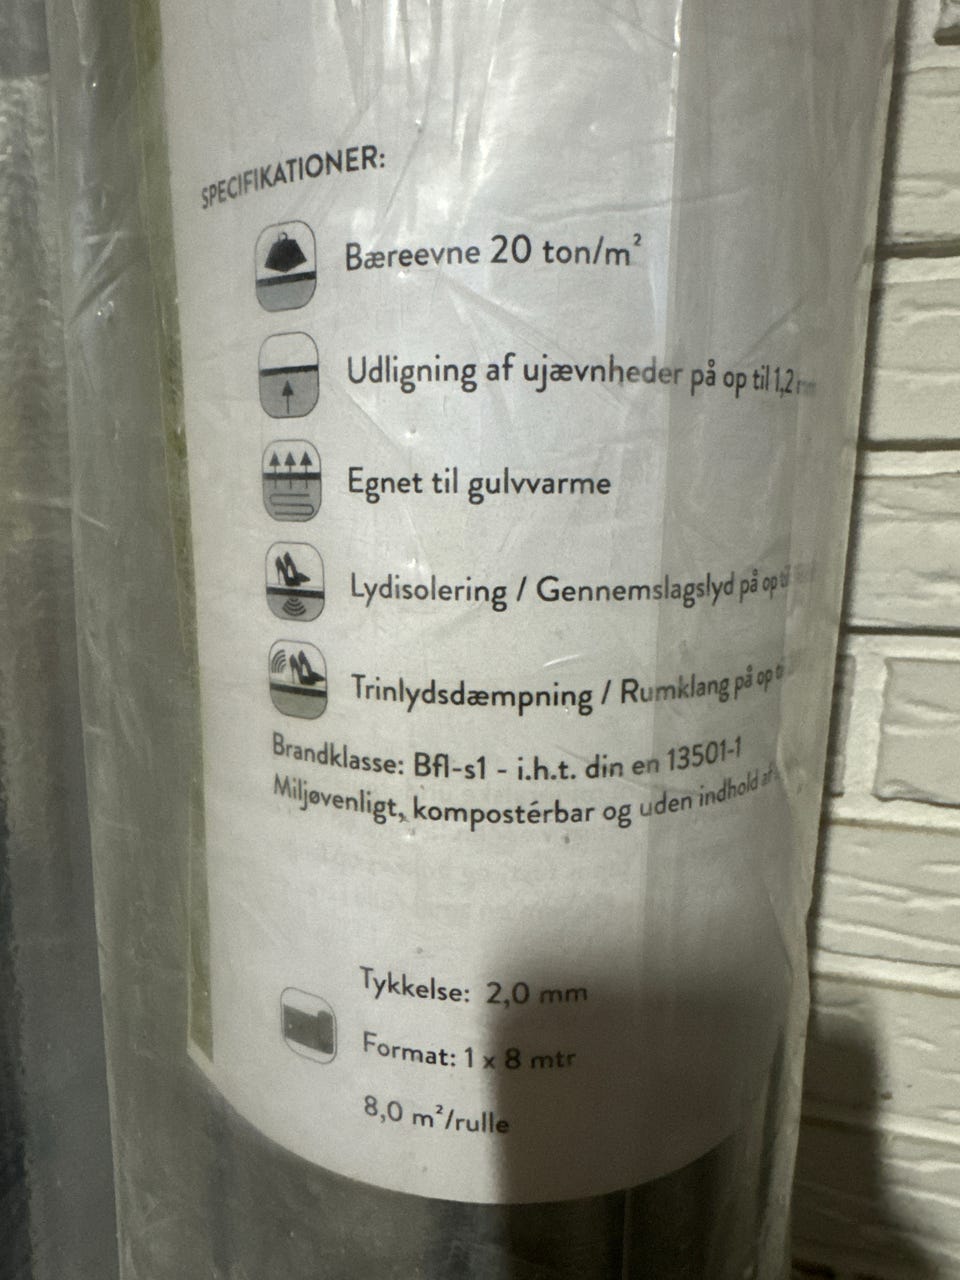 SPECIFIKATIONER:
Bæreevne 20 ton/m²
Udligning af ujævnheder på op til 1,2
Egnet til gulvvarme
Lydisolering / Gennemslagslyd på op
Trinlydsdæmpning / Rumklang på op
Brandklasse: Bfl-s1 - i.h.t. din en 13501-1
Miljøvenligt, kompostérbar og uden indhold af
Tykkelse: 2,0 mm
Format: 1 x 8 mtr
8,0 m²/rulle